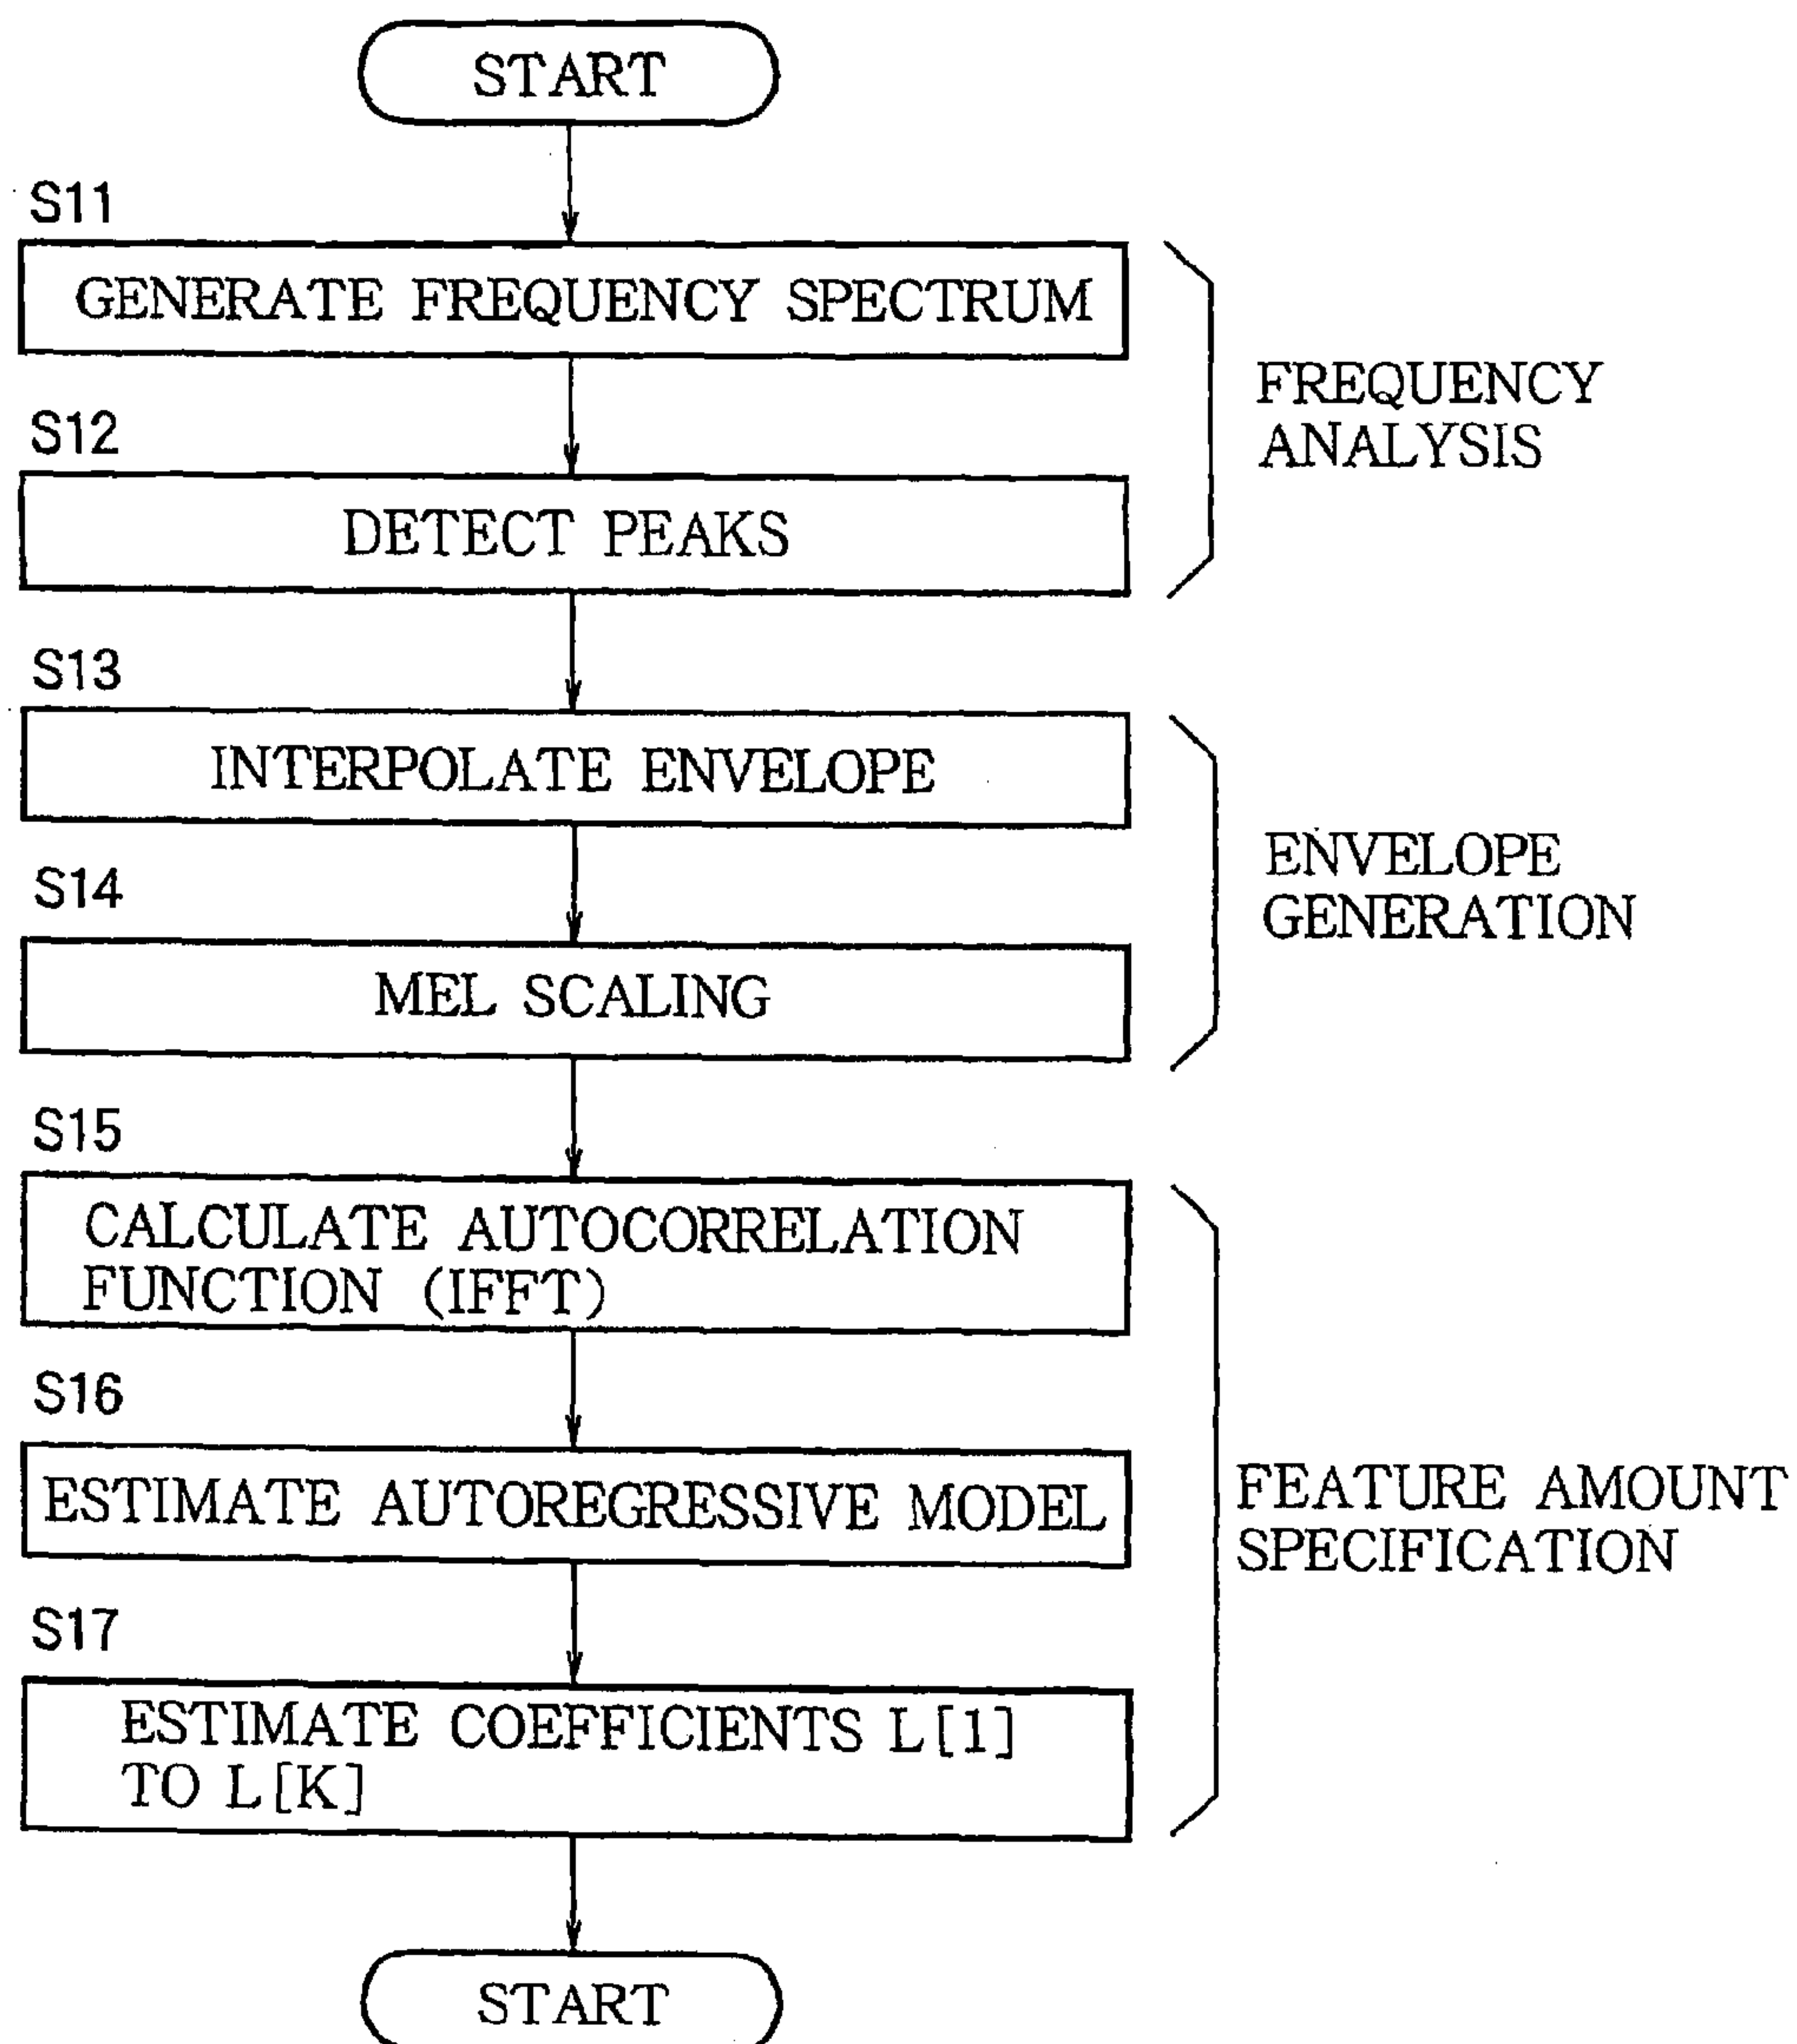 START
S11
GENERATE FREQUENCY SPECTRUM
S12
DETECT PEAKS
FREQUENCY
ANALYSIS
S13
INTERPOLATE ENVELOPE
S14
MEL SCALING
ENVELOPE
GENERATION
S15
CALCULATE AUTOCORRELATION
FUNCTION (IFFT)
S16
ESTIMATE AUTOREGRESSIVE MODEL
S17
ESTIMATE COEFFICIENTS L[1]
TO L[K]
FEATURE AMOUNT
SPECIFICATION
START